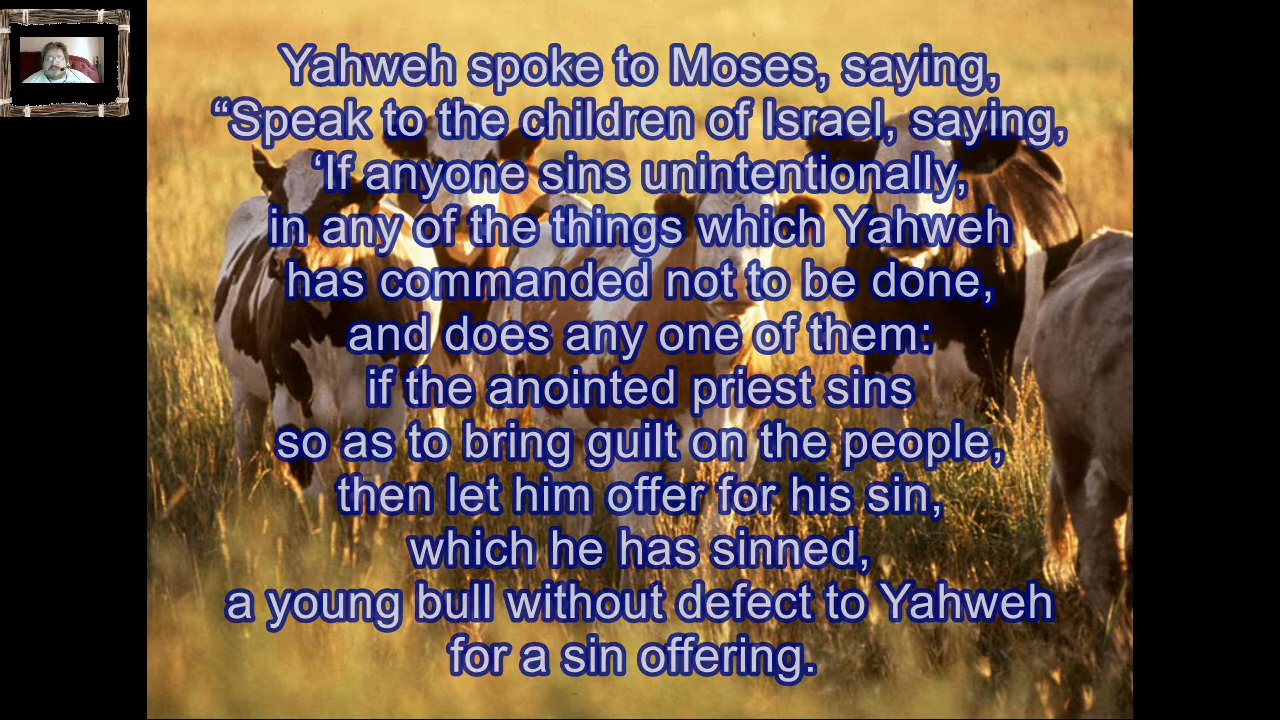 Yahweh spoke to Moses, saying,
“Speak to the children of Israel, saying,
‘If anyone sins unintentionally,
in any of the things which Yahweh
has commanded not to be done,
and does any one of them:
if the anointed priest sins
so as to bring guilt on the people,
then let him offer for his sin,
which he has sinned,
a young bull without defect to Yahweh
for a sin offering.